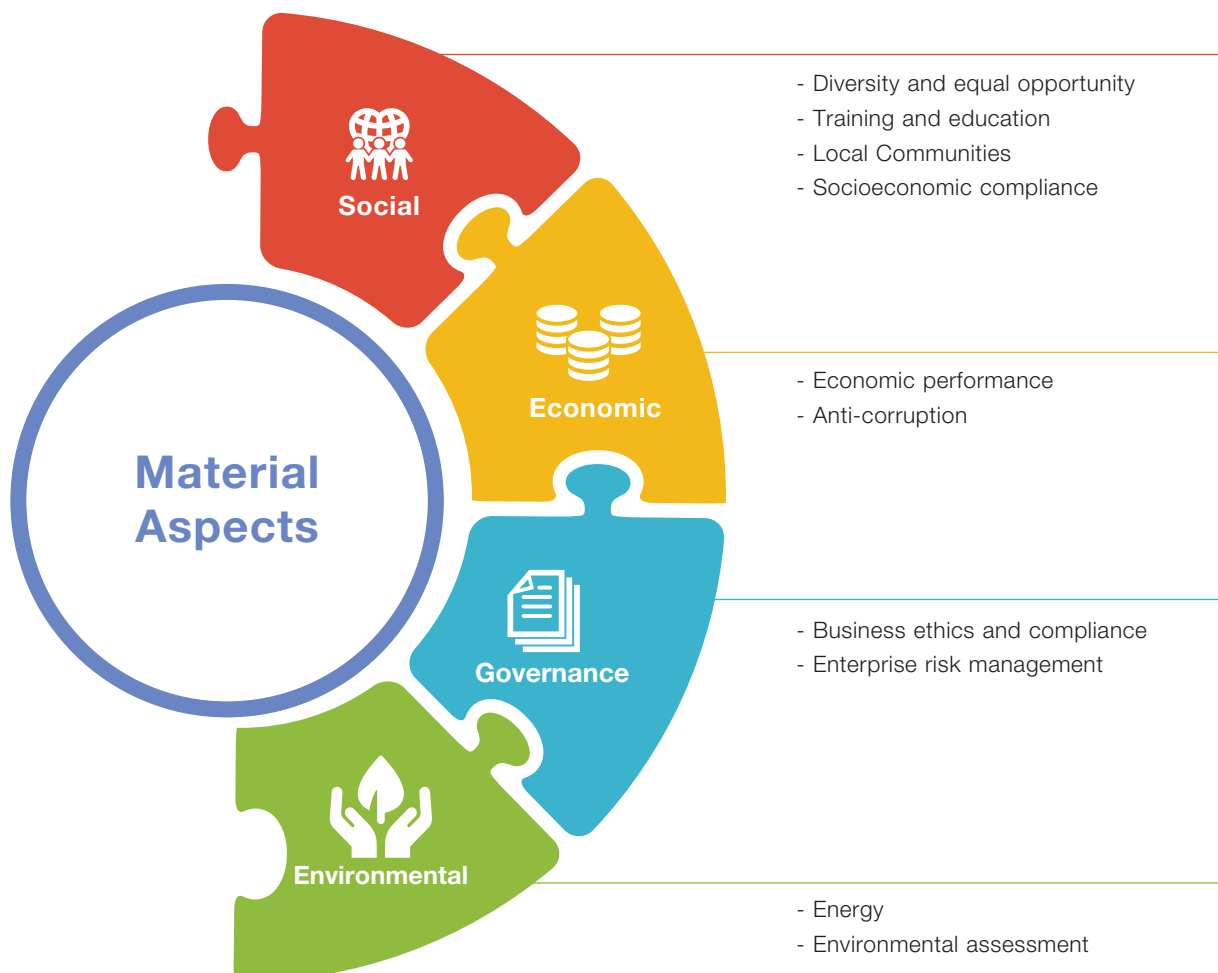 Social
- Diversity and equal opportunity
- Training and education
- Local Communities
- Socioeconomic compliance
Economic
- Economic performance
- Anti-corruption
Material
Aspects
Governance
- Business ethics and compliance
- Enterprise risk management
Environmental
- Energy
- Environmental assessment